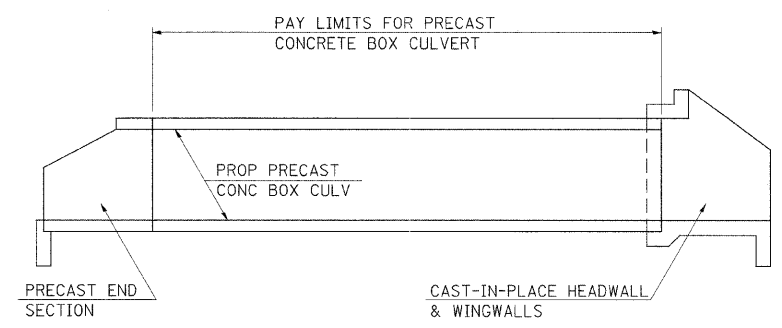 PAY LIMITS FOR PRECAST
CONCRETE BOX CULVERT
PROP PRECAST
CONC BOX CULV
PRECAST END
SECTION
CAST-IN-PLACE HEADWALL
& WINGWALLS